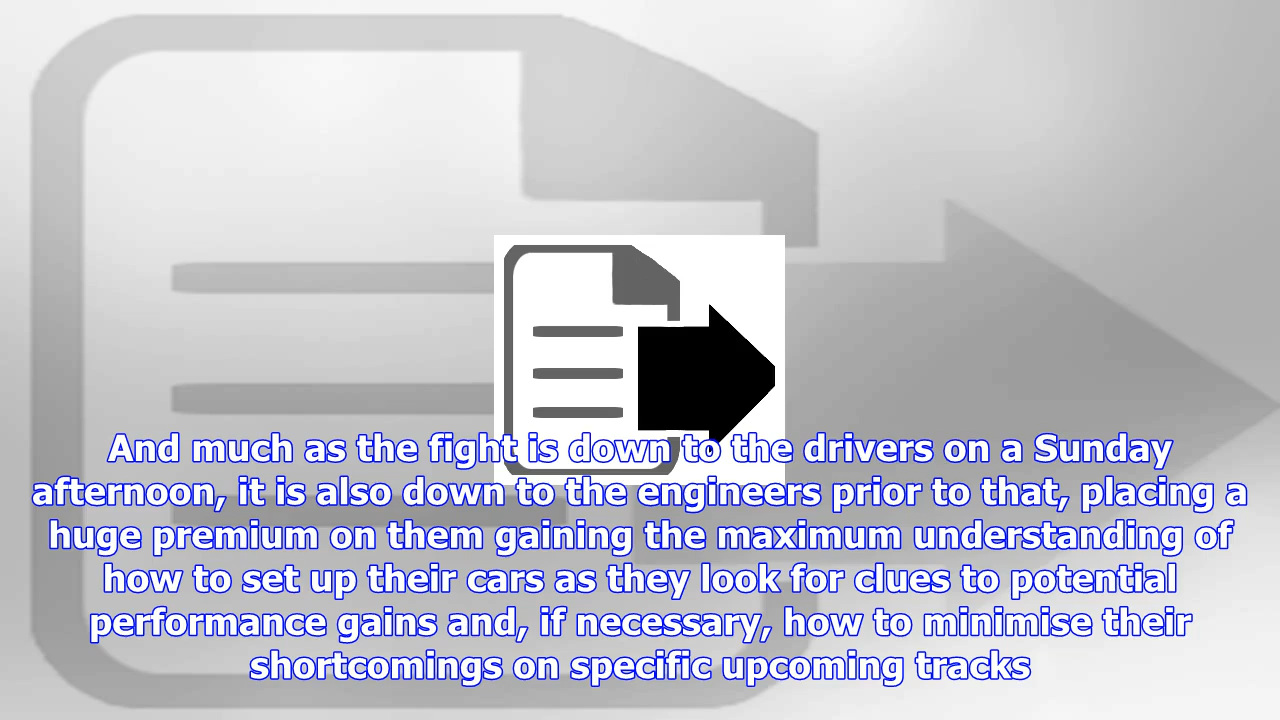 And much as the fight is down to the drivers on a Sunday
afternoon, it is also down to the engineers prior to that, placing a
huge premium on them gaining the maximum understanding of
how to set up their cars as they look for clues to potential
performance gains and, if necessary, how to minimise their
shortcomings on specific upcoming tracks